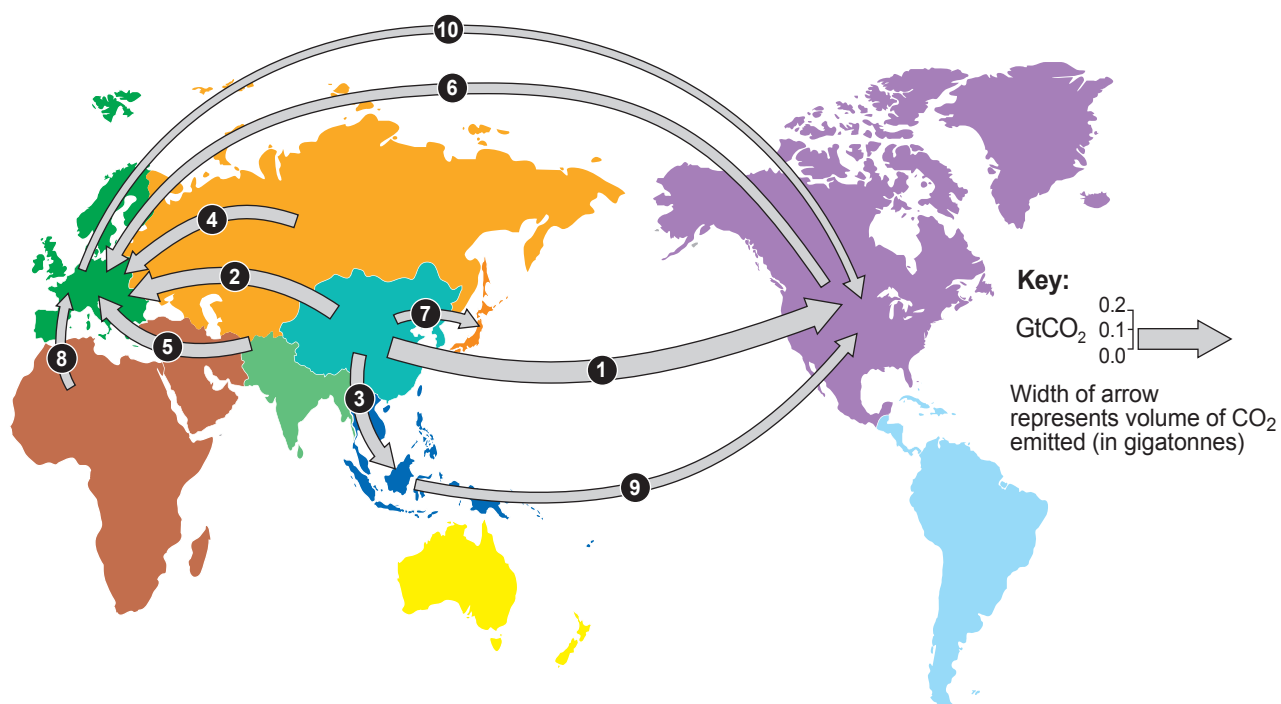 10
6
4
2
7
5
8
1
3
9
Key:
0.2
GtCO₂ 0.1
0.0
Width of arrow
represents volume of CO₂
emitted (in gigatonnes)